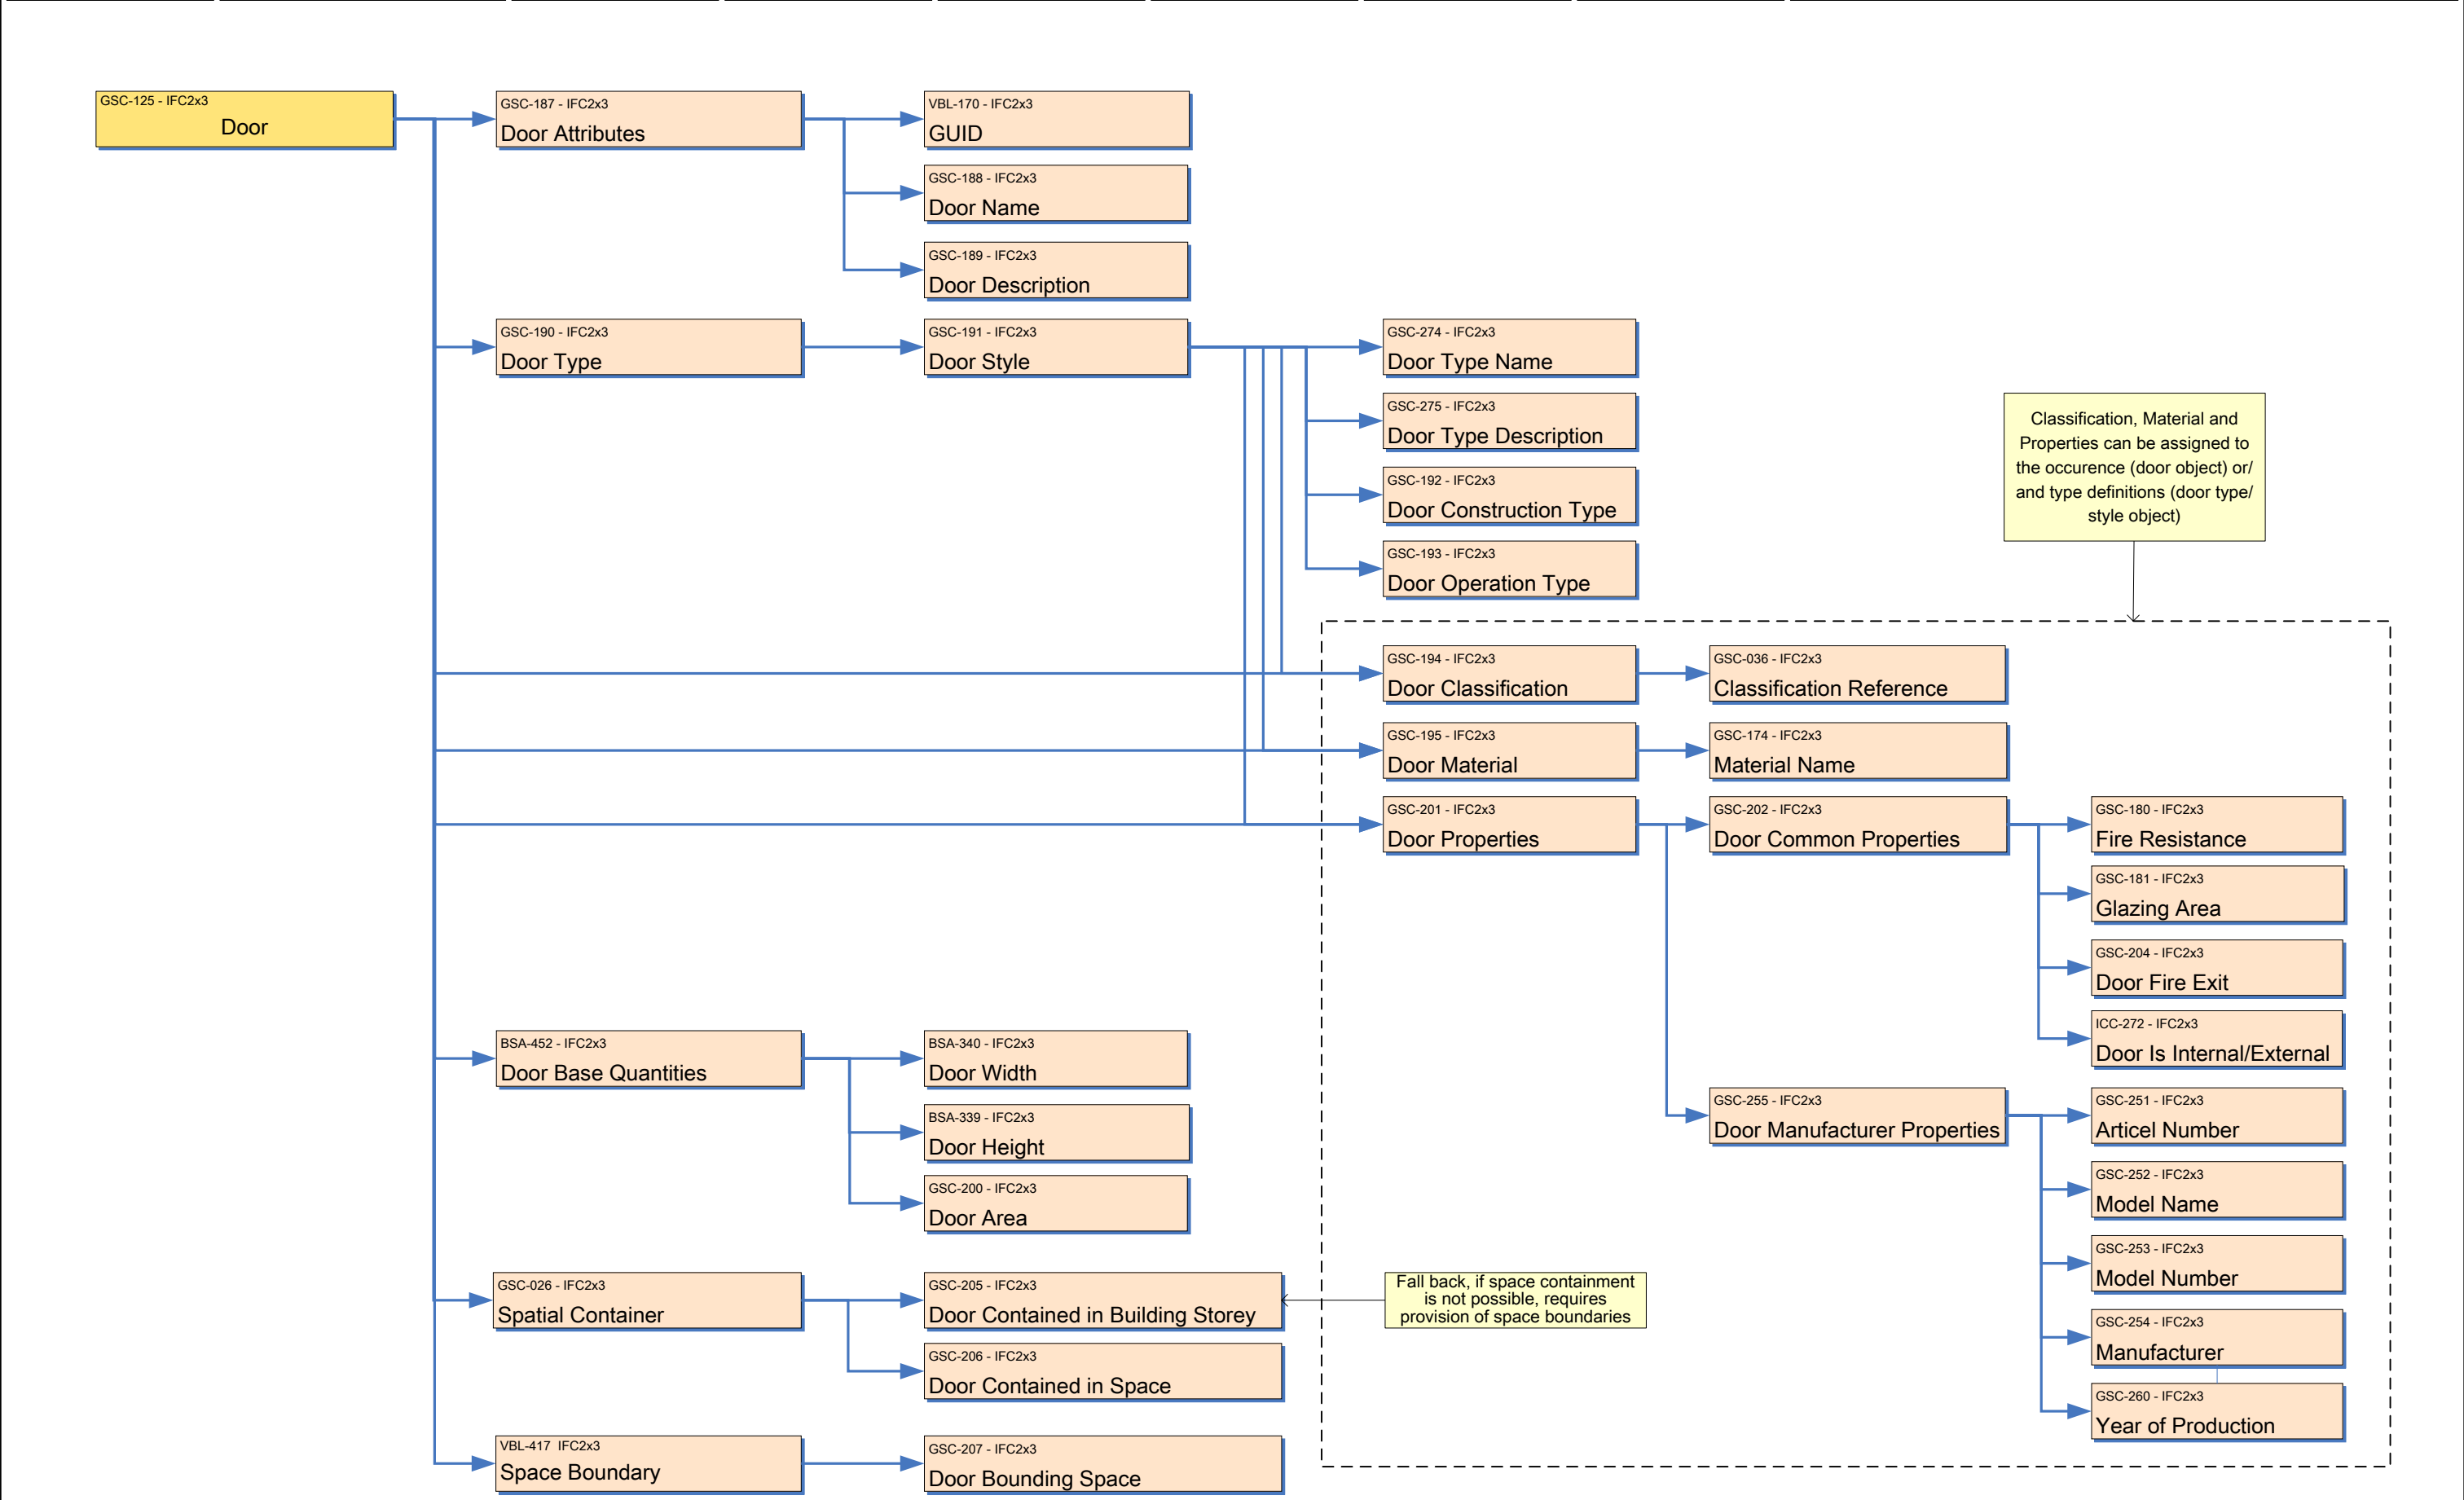 GSC-125 - IFC2x3
Door
GSC-187 - IFC2x3
Door Attributes
VBL-170 - IFC2x3
GUID
GSC-188 - IFC2x3
Door Name
GSC-189 - IFC2x3
Door Description
GSC-190 - IFC2x3
Door Type
GSC-191 - IFC2x3
Door Style
GSC-274 - IFC2x3
Door Type Name
GSC-275 - IFC2x3
Door Type Description
GSC-192 - IFC2x3
Door Construction Type
GSC-193 - IFC2x3
Door Operation Type
Classification, Material and
Properties can be assigned to
the occurence (door object) or/
and type definitions (door type/
style object)
GSC-194 - IFC2x3
Door Classification
GSC-036 - IFC2x3
Classification Reference
GSC-195 - IFC2x3
Door Material
GSC-174 - IFC2x3
Material Name
GSC-201 - IFC2x3
Door Properties
GSC-202 - IFC2x3
Door Common Properties
GSC-180 - IFC2x3
Fire Resistance
GSC-181 - IFC2x3
Glazing Area
GSC-204 - IFC2x3
Door Fire Exit
ICC-272 - IFC2x3
Door Is Internal/External
BSA-452 - IFC2x3
Door Base Quantities
BSA-340 - IFC2x3
Door Width
BSA-339 - IFC2x3
Door Height
GSC-200 - IFC2x3
Door Area
GSC-255 - IFC2x3
Door Manufacturer Properties
GSC-251 - IFC2x3
Articel Number
GSC-252 - IFC2x3
Model Name
GSC-253 - IFC2x3
Model Number
GSC-254 - IFC2x3
Manufacturer
GSC-260 - IFC2x3
Year of Production
GSC-026 - IFC2x3
Spatial Container
GSC-205 - IFC2x3
Door Contained in Building Storey
Fall back, if space containment
is not possible, requires
provision of space boundaries
GSC-206 - IFC2x3
Door Contained in Space
VBL-417  IFC2x3
Space Boundary
GSC-207 - IFC2x3
Door Bounding Space